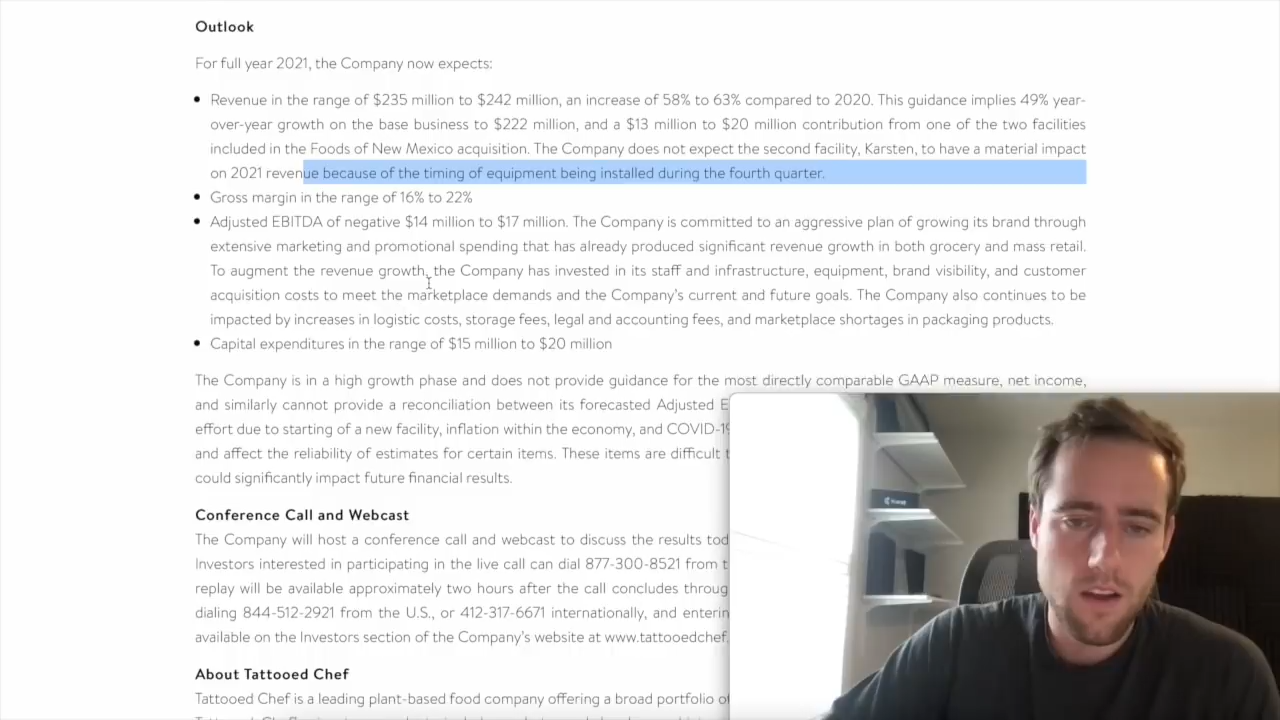 Outlook
For full year 2021, the Company now expects:
Revenue in the range of $235 million to $242 million, an increase of 58% to 63% compared to 2020. This guidance implies 49% year-
over-year growth on the base business to $222 million, and a $13 million to $20 million contribution from one of the two facilities
included in the Foods of New Mexico acquisition. The Company does not expect the second facility, Karsten, to have a material impact
on 2021 revenue because of the timing of equipment being installed during the fourth quarter.
Gross margin in the range of 16% to 22%
Adjusted EBITDA of negative $14 million to $17 million. The Company is committed to an aggressive plan of growing its brand through
extensive marketing and promotional spending that has already produced significant revenue growth in both grocery and mass retail.
To augment the revenue growth, the Company has invested in its staff and infrastructure, equipment, brand visibility, and customer
acquisition costs to meet the marketplace demands and the Company's current and future goals. The Company also continues to be
impacted by increases in logistic costs, storage fees, legal and accounting fees, and marketplace shortages in packaging products.
Capital expenditures in the range of $15 million to $20 million
The Company is in a high growth phase and does not provide guidance for the most directly comparable GAAP measure, net income,
and similarly cannot provide a reconciliation between its forecasted Adjusted E
effort due to starting of a new facility, inflation within the economy, and COVID-19
and affect the reliability of estimates for certain items. These items are difficult
could significantly impact future financial results.
Conference Call and Webcast
The Company will host a conference call and webcast to discuss the results tod
Investors interested in participating in the live call can dial 877-300-8521 from
replay will be available approximately two hours after the call concludes throug
dialing 844-512-2921 from the U.S., or 412-317-6671 internationally, and enterin
available on the Investors section of the Company's website at www.tattooedchef.
About Tattooed Chef
Tattooed Chef is a leading plant-based food company offering a broad portfolio